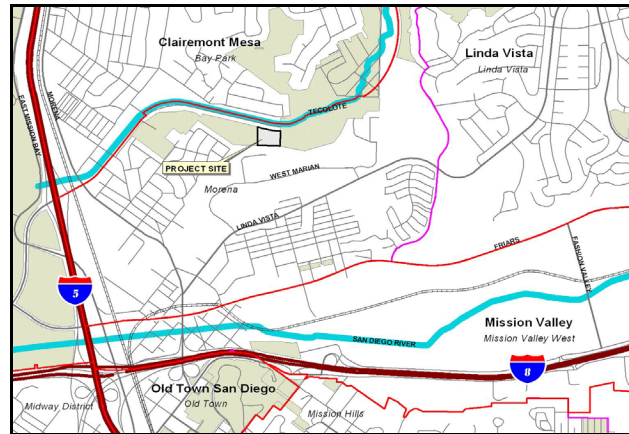 Clairemont Mesa
Bay Park
Linda Vista
Linda Vista
EAST MISSION BAY
MORENA
TECOLOTE
PROJECT SITE
WEST MARIAN
Morena
LINDA VISTA
FRIARS
FASHION VALLEY
5
SAN DIEGO RIVER
Mission Valley
Mission Valley West
8
Old Town San Diego
Old Town
Midway District
Mission Hills